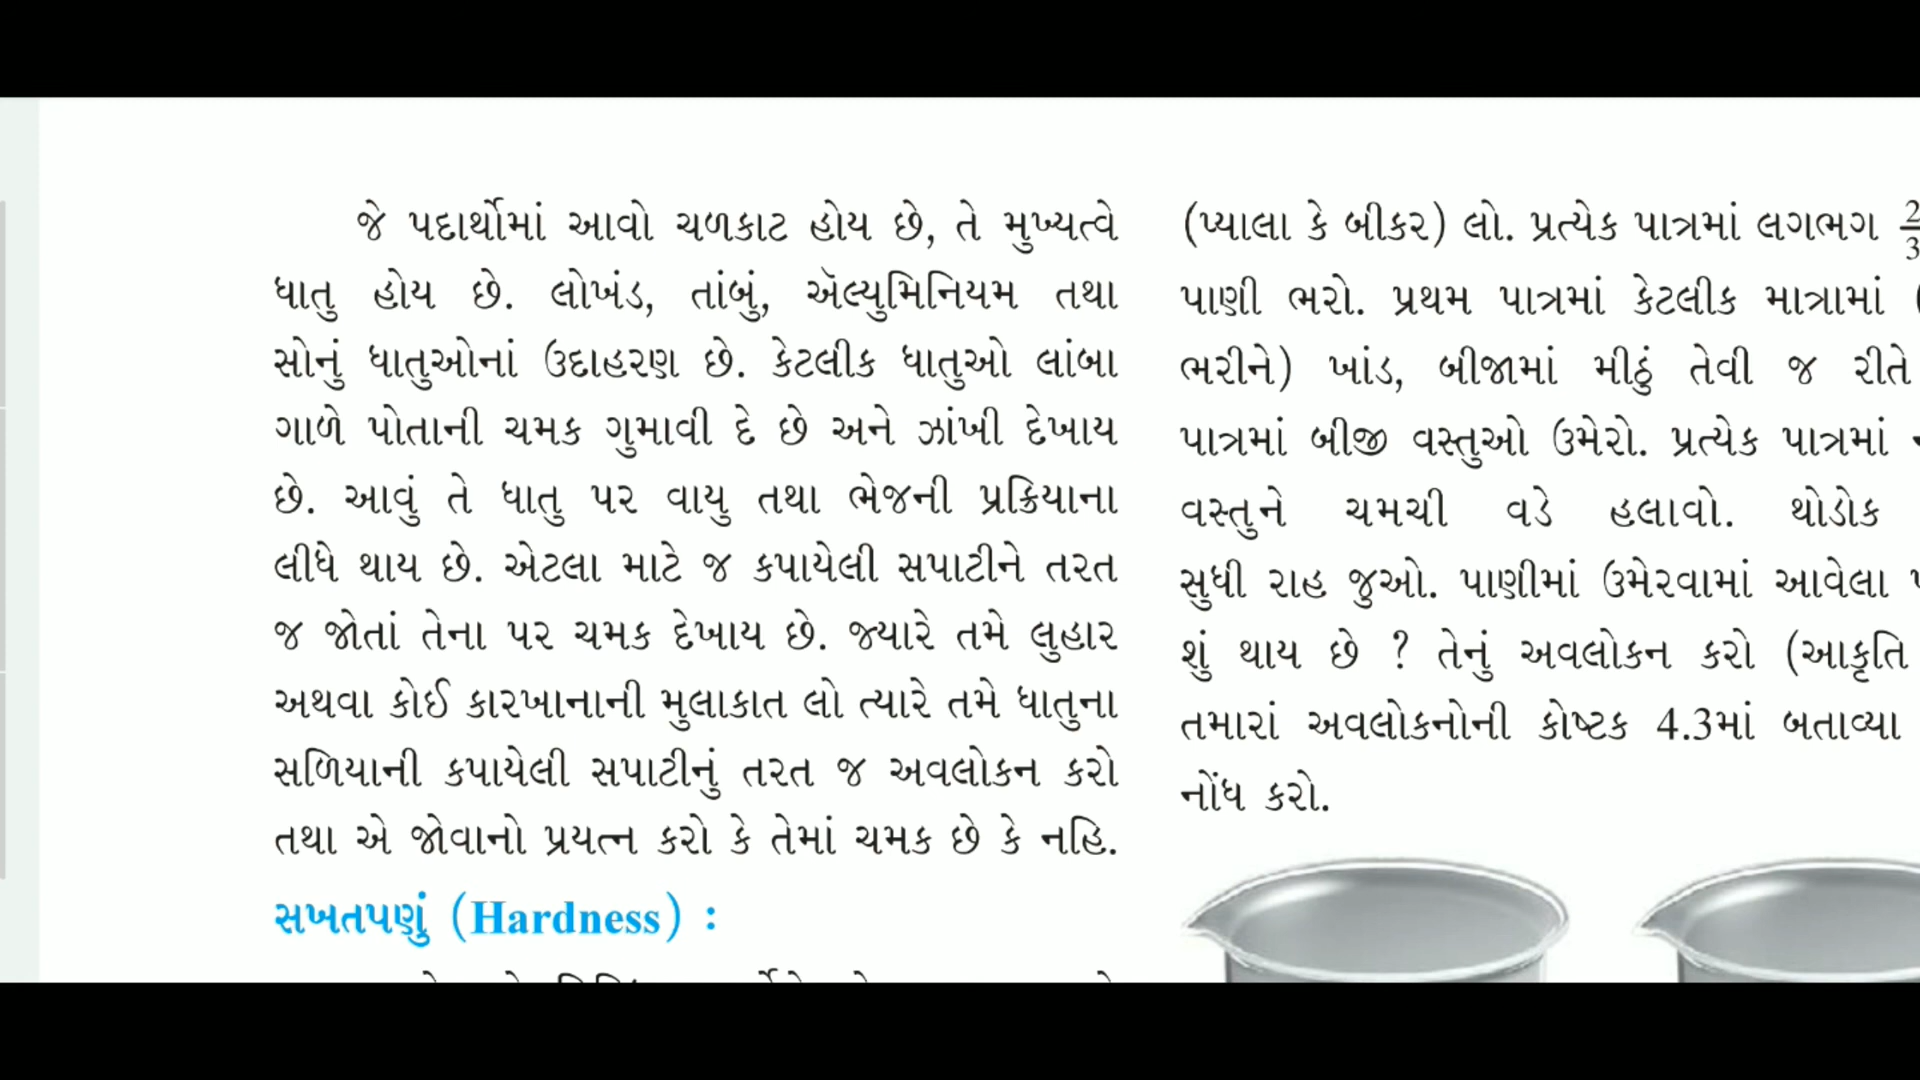 જે પદાર્થોમાં આવો ચળકાટ હોય છે, તે મુખ્યત્વે
ધાતુ હોય છે. લોખંડ, તાંબું, ઍલ્યુમિનિયમ તથા
સોનું ધાતુઓનાં ઉદાહરણ છે. કેટલીક ધાતુઓ લાંબા
ગાળે પોતાની ચમક ગુમાવી દે છે અને ઝાંખી દેખાય
છે. આવું તે ધાતુ પર વાયુ તથા ભેજની પ્રક્રિયાના
લીધે થાય છે. એટલા માટે જ કપાયેલી સપાટીને તરત
જ જોતાં તેના પર ચમક દેખાય છે. જ્યારે તમે લુહાર
અથવા કોઈ કારખાનાની મુલાકાત લો ત્યારે તમે ધાતુના
સળિયાની કપાયેલી સપાટીનું તરત જ અવલોકન કરો
તથા એ જોવાનો પ્રયત્ન કરો કે તેમાં ચમક છે કે નહિ.
સખતપણું (Hardness) :
(પ્યાલા કે બીકર) લો. પ્રત્યેક પાત્રમાં લગભગ 2/3
પાણી ભરો. પ્રથમ પાત્રમાં કેટલીક માત્રામાં (
ભરીને) ખાંડ, બીજામાં મીઠું તેવી જ રીતે
પાત્રમાં બીજી વસ્તુઓ ઉમેરો. પ્રત્યેક પાત્રમાં
વસ્તુને ચમચી વડે હલાવો. થોડોક
સુધી રાહ જુઓ. પાણીમાં ઉમેરવામાં આવેલા
શું થાય છે ? તેનું અવલોકન કરો (આકૃતિ
તમારાં અવલોકનોની કોષ્ટક 4.3માં બતાવ્યા
નોંધ કરો.